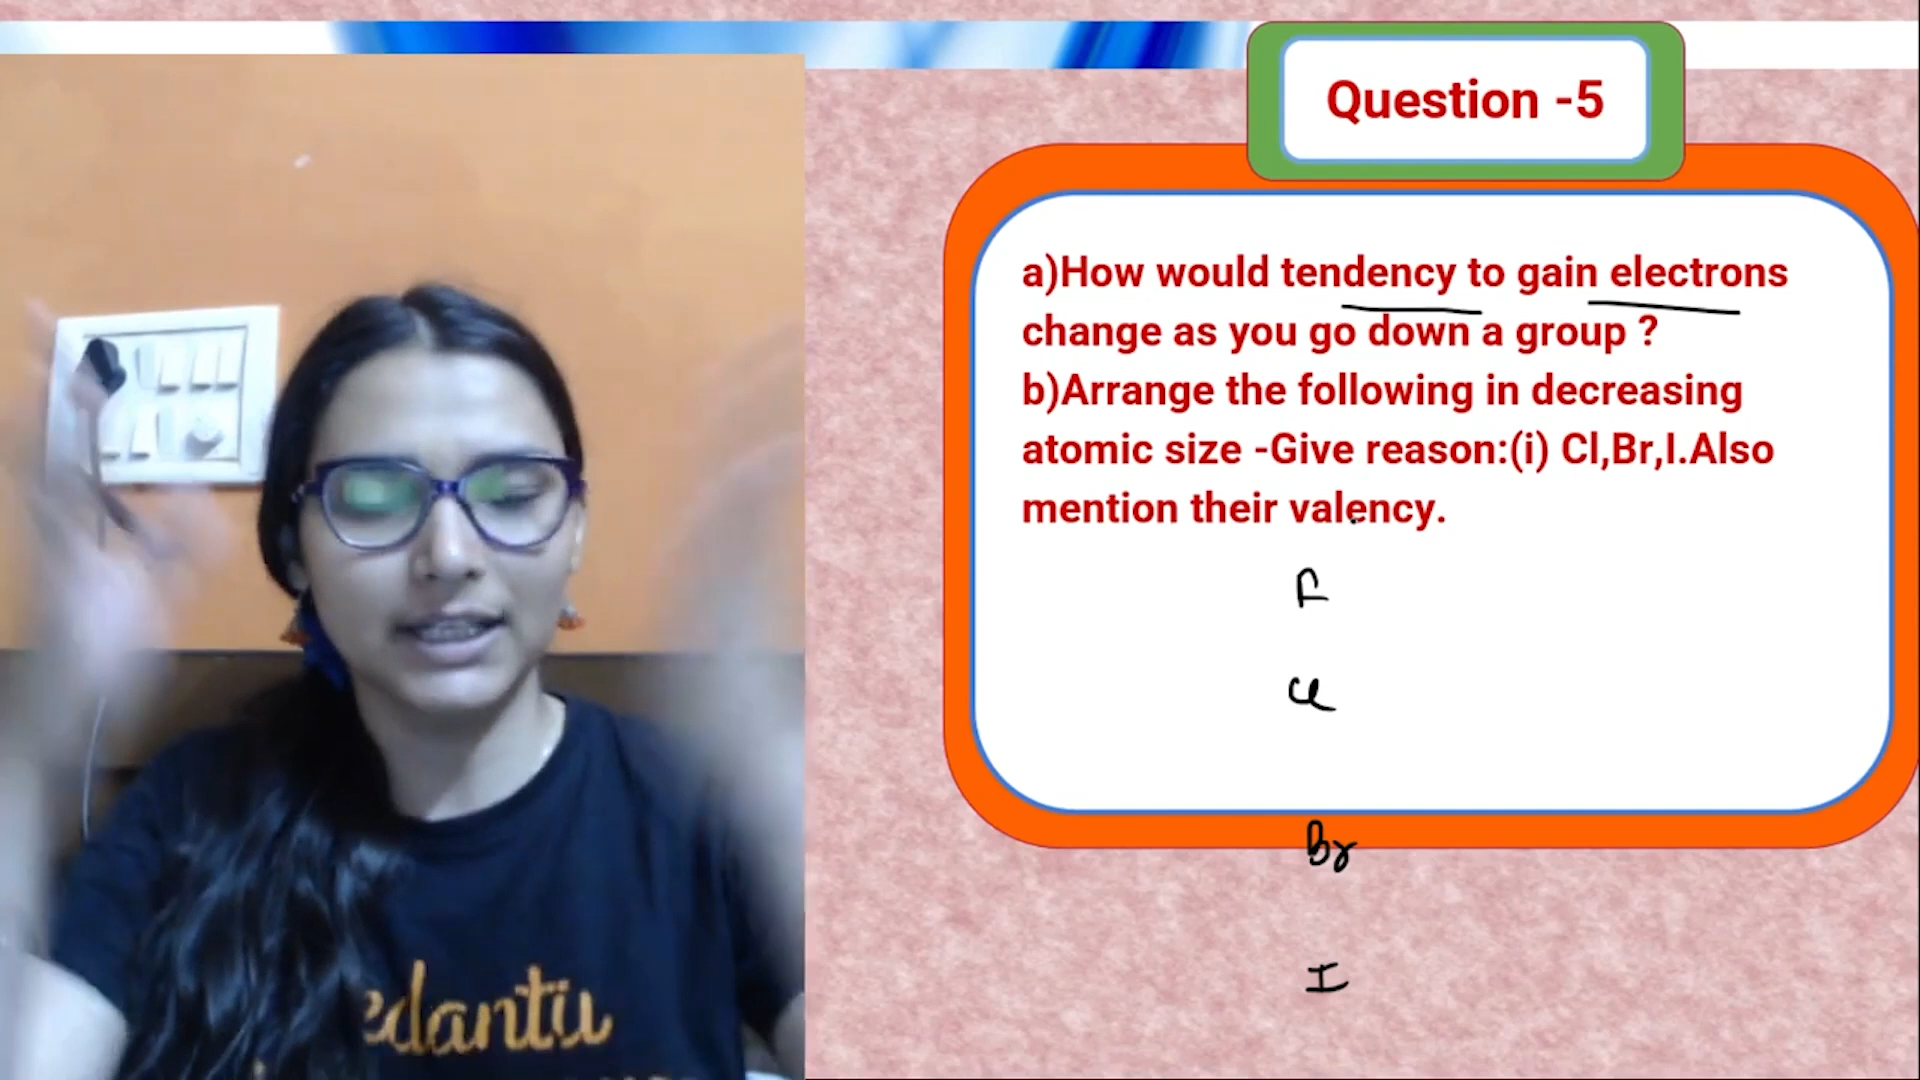 Question -5
a)How would tendency to gain electrons
change as you go down a group ?
b)Arrange the following in decreasing
atomic size -Give reason:(i) Cl,Br,I.Also
mention their valency.
F
Cl
Br
I
edantu